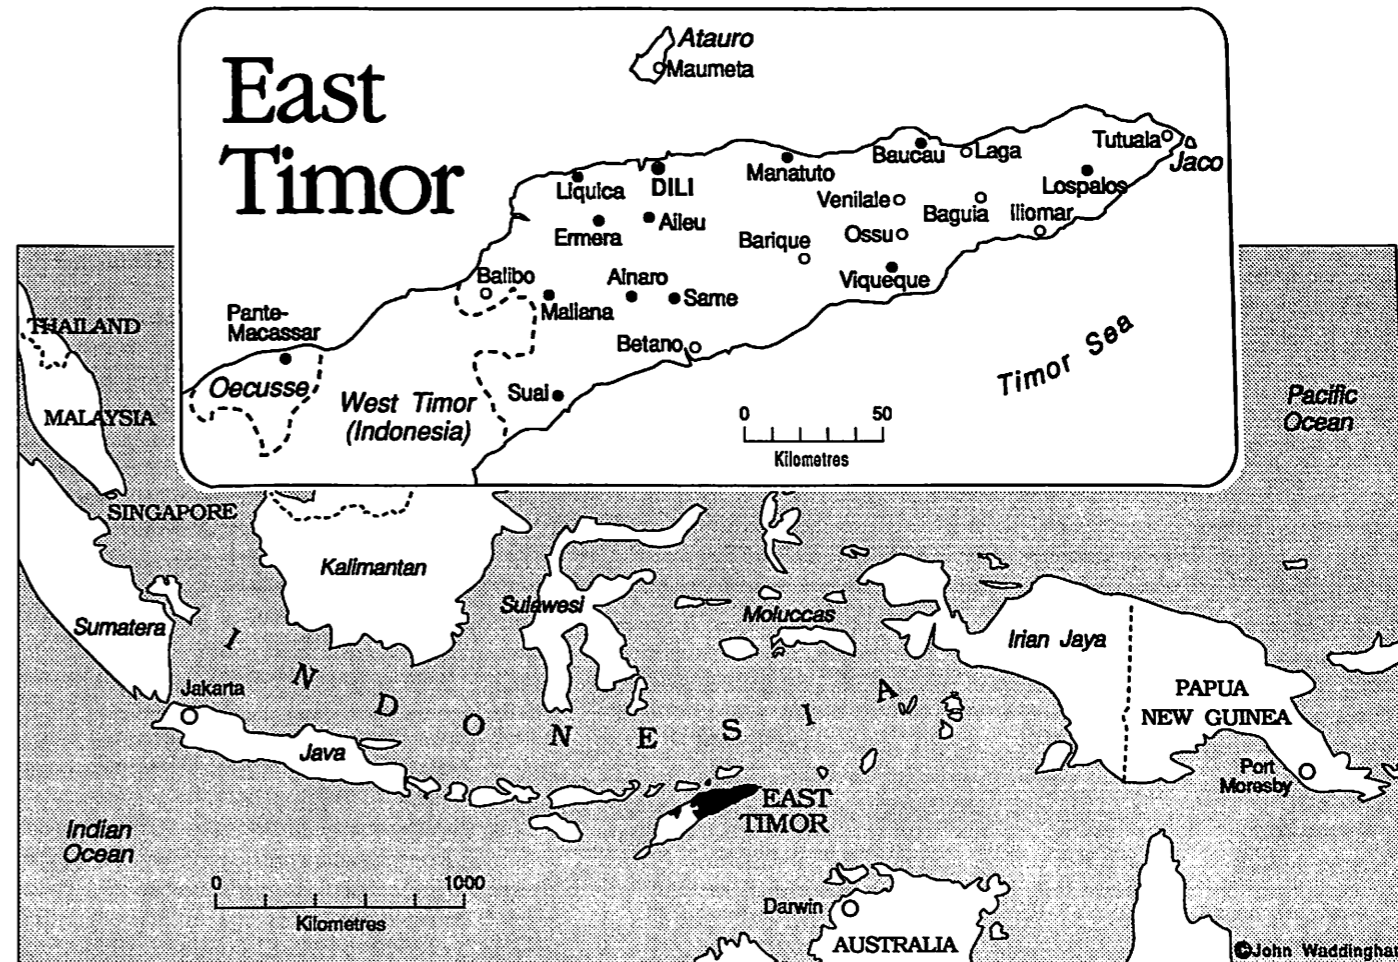 East
Timor
Atauro
Maumeta
Tutuala
Jaco
Baucau
Laga
Manatuto
Lospalos
Liquica
DILI
Venilale
Baguia
Iliomar
Ermera
Aileu
Barique
Ossu
Viqueque
Balibo
Ainaro
Maliana
Same
Pante-
Macassar
Betano
Oecusse
Suai
West Timor
(Indonesia)
Timor Sea
0 50
Kilometres
THAILAND
MALAYSIA
Pacific
Ocean
SINGAPORE
Kalimantan
Sulawesi
Moluccas
Sumatera
Irian Jaya
INDONESIA
Jakarta
PAPUA
NEW GUINEA
Java
Port
Moresby
EAST
TIMOR
Indian
Ocean
0 1000
Kilometres
Darwin
AUSTRALIA
©John Waddingham